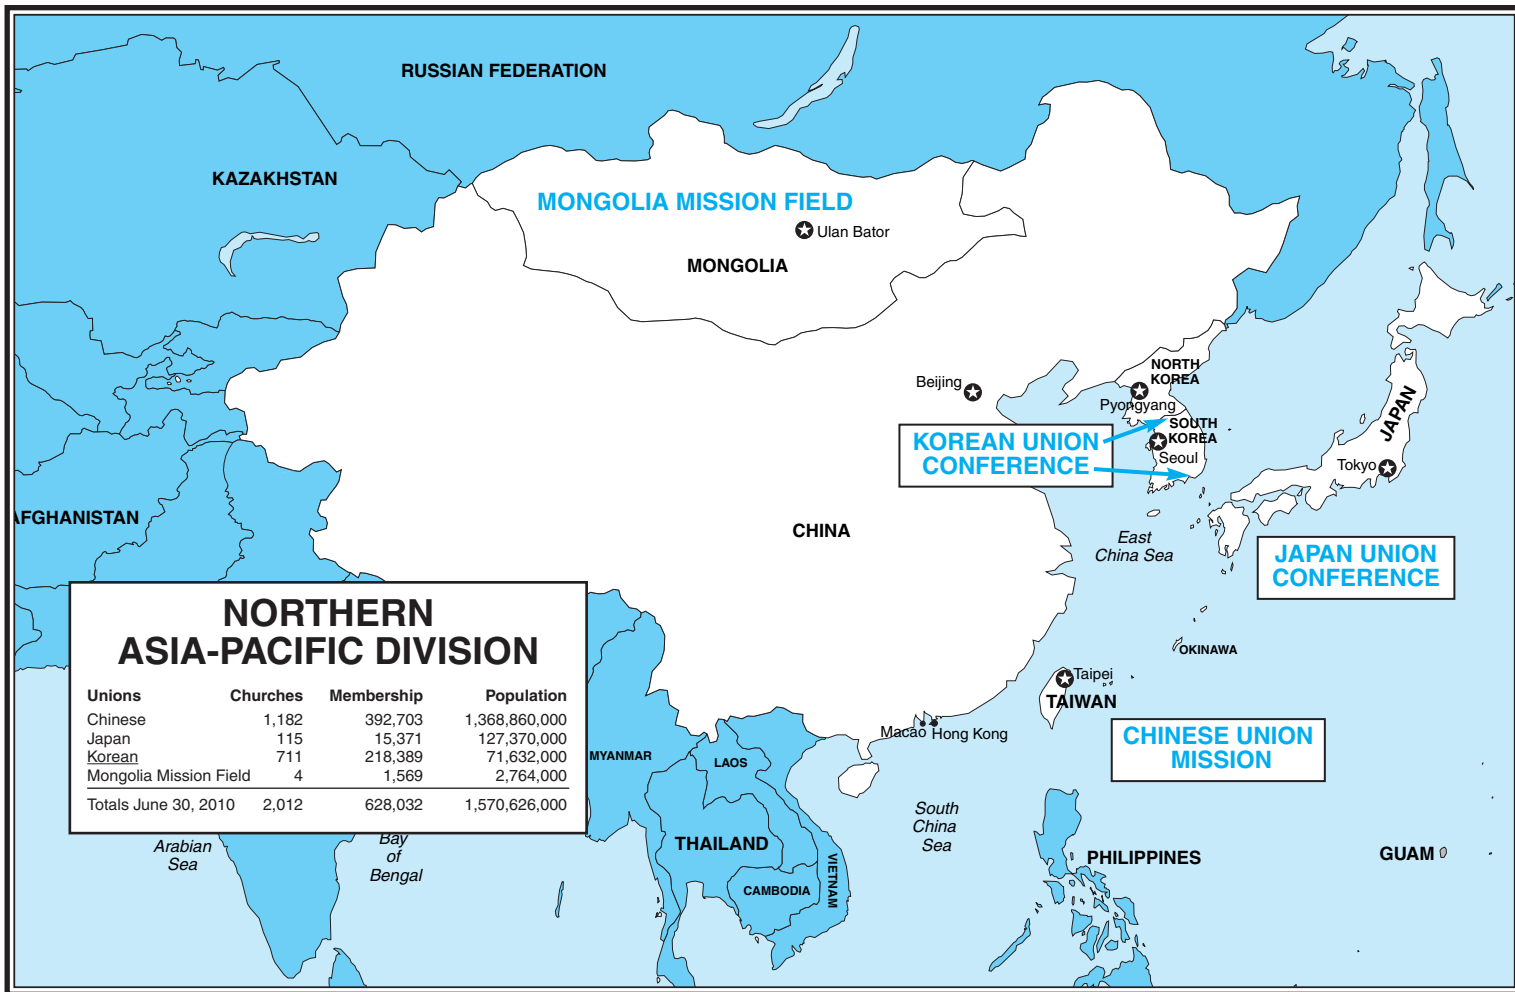 RUSSIAN FEDERATION
KAZAKHSTAN
MONGOLIA MISSION FIELD
Ulan Bator
MONGOLIA
NORTH
KOREA
Beijing
Pyongyang
SOUTH
KOREA
KOREAN UNION
CONFERENCE
Seoul
JAPAN
Tokyo
AFGHANISTAN
CHINA
East
China Sea
JAPAN UNION
CONFERENCE
OKINAWA
NORTHERN
ASIA-PACIFIC DIVISION
Unions Churches Membership Population
Chinese 1,182 392,703 1,368,860,000
Japan 115 15,371 127,370,000
Korean 711 218,389 71,632,000
Mongolia Mission Field 4 1,569 2,764,000
Totals June 30, 2010 2,012 628,032 1,570,626,000
Taipei
TAIWAN
Macao Hong Kong
CHINESE UNION
MISSION
MYANMAR
LAOS
South
China
Sea
THAILAND
VIETNAM
CAMBODIA
PHILIPPINES
GUAM
Arabian
Sea
Bay
of
Bengal